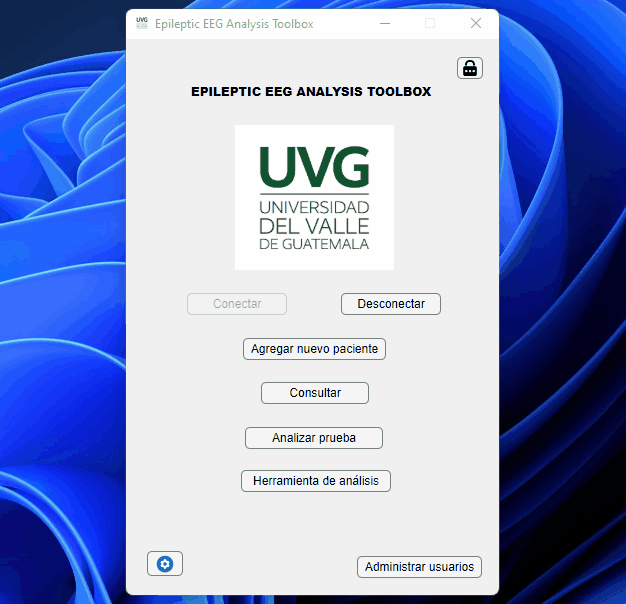 Epileptic EEG Analysis Toolbox
EPILEPTIC EEG ANALYSIS TOOLBOX
UVG
UNIVERSIDAD
DEL VALLE
DE GUATEMALA
Conectar
Desconectar
Agregar nuevo paciente
Consultar
Analizar prueba
Herramienta de análisis
Administrar usuarios